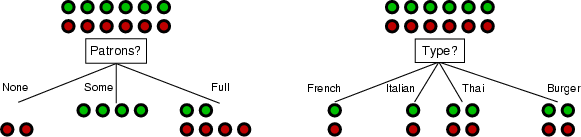 Patrons?
None Some Full
Type?
French Italian Thai Burger